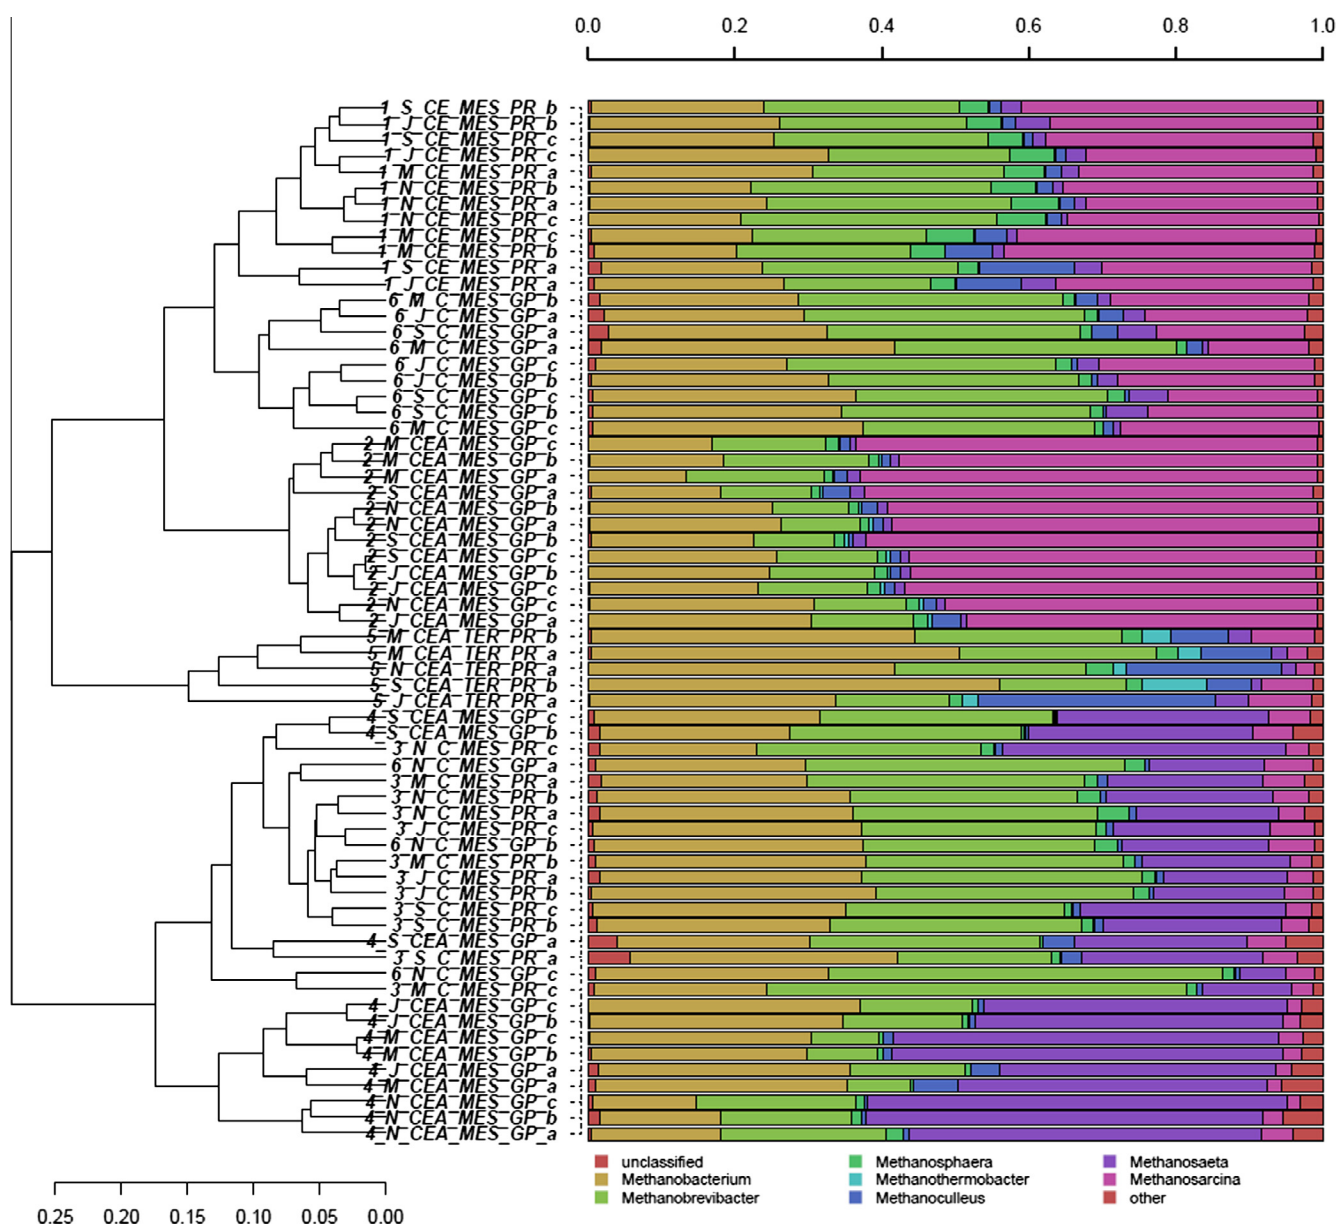 0.0 0.2 0.4 0.6 0.8 1.0
1_S_CE_MES_PR_b
1_J_CE_MES_PR_b
1_S_CE_MES_PR_c
1_J_CE_MES_PR_c
1_M_CE_MES_PR_a
1_N_CE_MES_PR_b
1_N_CE_MES_PR_a
1_N_CE_MES_PR_c
1_M_CE_MES_PR_c
1_M_CE_MES_PR_b
1_S_CE_MES_PR_a
1_J_CE_MES_PR_a
6_M_C_MES_GP_b
6_J_C_MES_GP_a
6_S_C_MES_GP_a
6_M_C_MES_GP_a
6_J_C_MES_GP_c
6_J_C_MES_GP_b
6_S_C_MES_GP_c
6_S_C_MES_GP_b
6_M_C_MES_GP_c
2_M_CEA_MES_GP_c
2_M_CEA_MES_GP_b
2_M_CEA_MES_GP_a
2_S_CEA_MES_GP_a
2_N_CEA_MES_GP_b
2_N_CEA_MES_GP_a
2_S_CEA_MES_GP_b
2_S_CEA_MES_GP_c
2_J_CEA_MES_GP_b
2_J_CEA_MES_GP_c
2_N_CEA_MES_GP_c
2_J_CEA_MES_GP_a
5_M_CEA_TER_PR_b
5_M_CEA_TER_PR_a
5_N_CEA_TER_PR_a
5_S_CEA_TER_PR_b
5_J_CEA_TER_PR_a
4_S_CEA_MES_GP_c
4_S_CEA_MES_GP_b
3_N_C_MES_PR_c
6_N_C_MES_GP_a
3_M_C_MES_PR_a
3_N_C_MES_PR_b
3_N_C_MES_PR_a
3_J_C_MES_PR_c
6_N_C_MES_GP_b
3_M_C_MES_PR_b
3_J_C_MES_PR_a
3_J_C_MES_PR_b
3_S_C_MES_PR_c
3_S_C_MES_PR_b
4_S_CEA_MES_GP_a
3_S_C_MES_PR_a
6_N_C_MES_GP_c
3_M_C_MES_PR_c
4_J_CEA_MES_GP_c
4_J_CEA_MES_GP_b
4_M_CEA_MES_GP_c
4_M_CEA_MES_GP_b
4_J_CEA_MES_GP_a
4_M_CEA_MES_GP_a
4_N_CEA_MES_GP_c
4_N_CEA_MES_GP_b
4_N_CEA_MES_GP_a
unclassified
Methanobacterium
Methanobrevibacter
Methanosphaera
Methanothermobacter
Methanoculleus
Methanosaeta
Methanosarcina
other
0.25 0.20 0.15 0.10 0.05 0.00